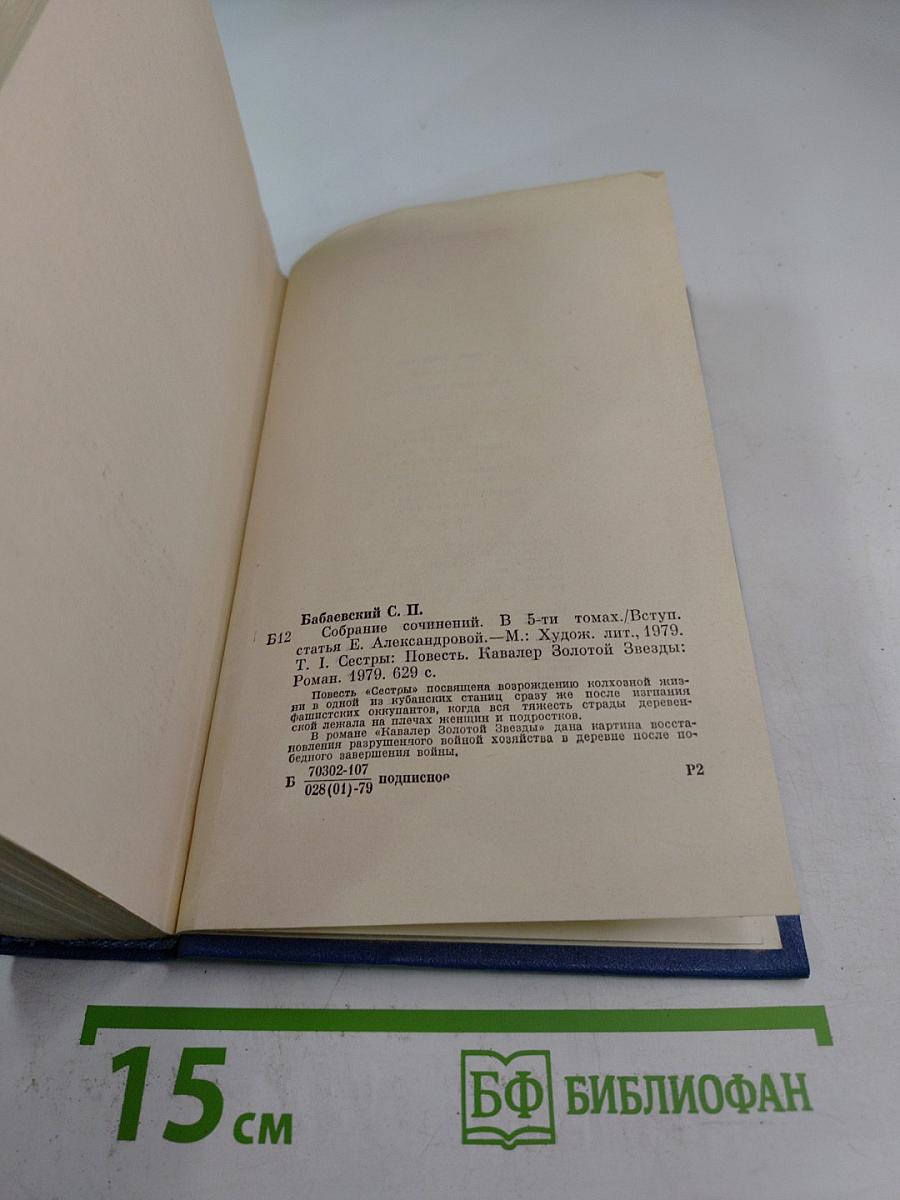 Бабаевский С. П.
Б12 Собрание сочинений. В 5-ти томах./Вступ.
статья Е. Александровой.—М.: Худож. лит., 1979.
Т. I. Сестры: Повесть. Кавалер Золотой Звезды:
Роман. 1979. 629 с.
Повесть «Сестры» посвящена возрождению колхозной жиз-
ни в одной из кубанских станиц сразу же после изгнания
фашистских оккупантов, когда вся тяжесть страды деревен-
ской лежала на плечах женщин и подростков.
В романе «Кавалер Золотой Звезды» дана картина восста-
новления разрушенного войной хозяйства в деревне после по-
бедного завершения войны.
Б 70302-107
028(01)-79 подписное Р2
15 см
БФ БИБЛИОФАН